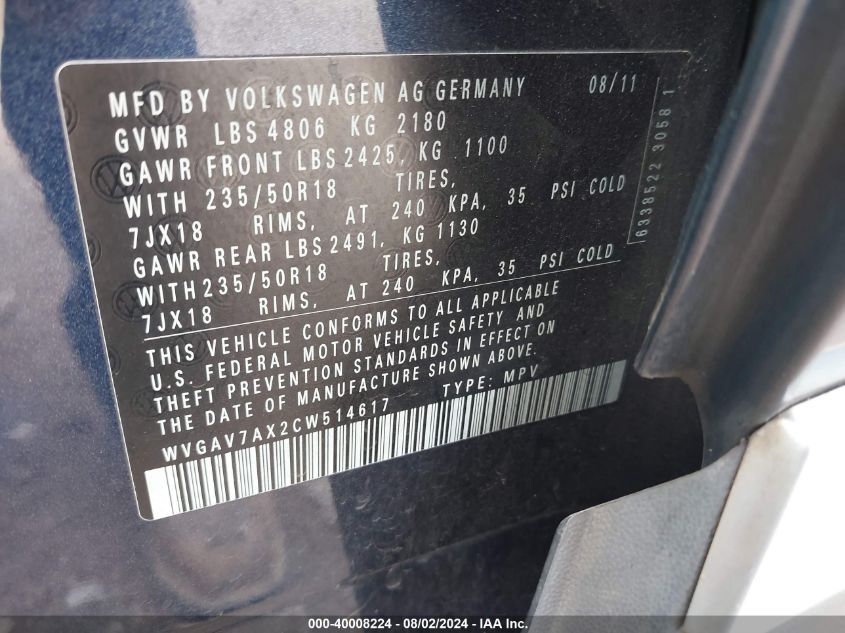 MFD BY VOLKSWAGEN AG GERMANY 08/11
GVWR LBS 4806 KG 2180
GAWR FRONT LBS 2425, KG 1100
WITH 235/50R18 TIRES,
7JX18 RIMS, AT 240 KPA, 35 PSI COLD
GAWR REAR LBS 2491, KG 1130
WITH 235/50R18 TIRES,
7JX18 RIMS, AT 240 KPA, 35 PSI COLD
THIS VEHICLE CONFORMS TO ALL APPLICABLE
U.S. FEDERAL MOTOR VEHICLE SAFETY AND
THEFT PREVENTION STANDARDS IN EFFECT ON
THE DATE OF MANUFACTURE SHOWN ABOVE.
WVGAV7AX2CW514617 TYPE: MPV
6338522 3058 1
000-40008224 - 08/02/2024 - IAA Inc.